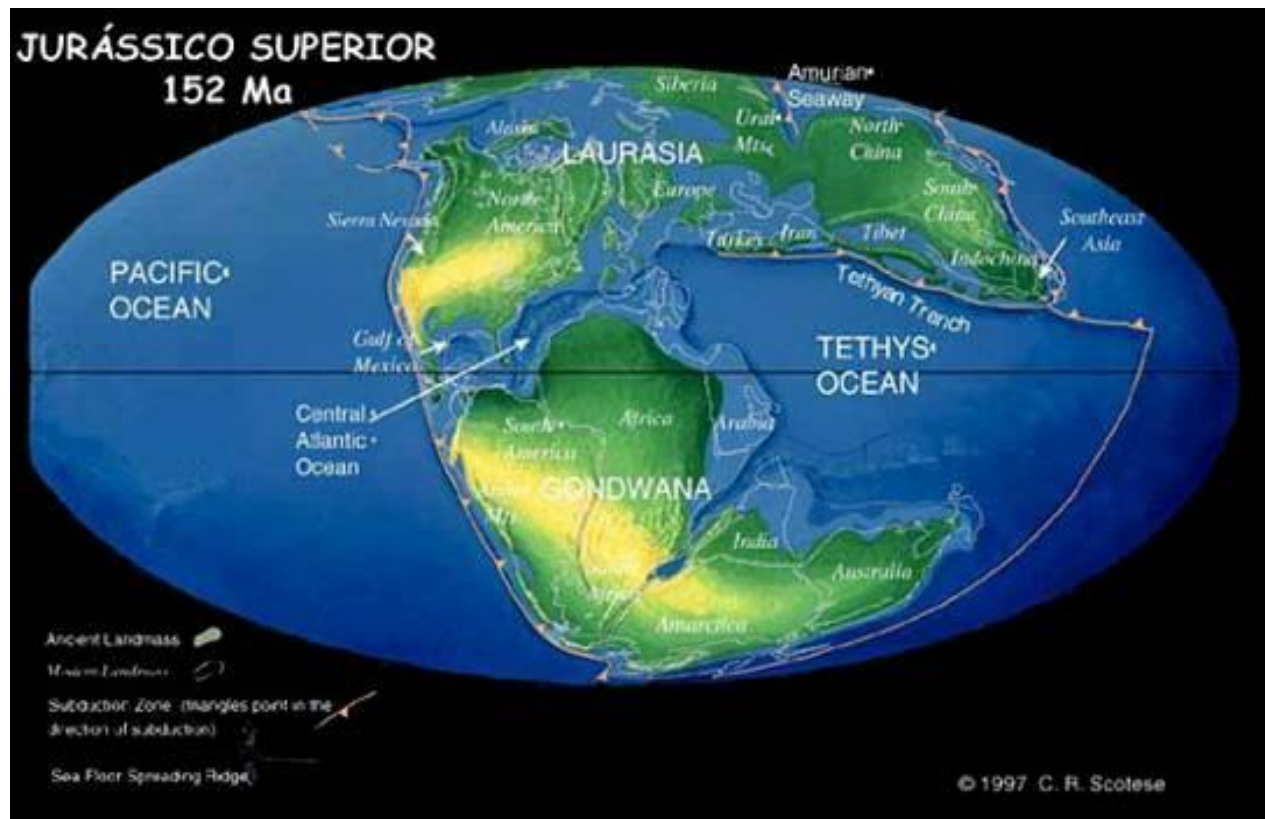 JURÁSSICO SUPERIOR
152 Ma
Amurian
Seaway
Siberia
Ural
Mts.
North
China
Alaska
LAURASIA
Europe
North
America
South
China
Sierra Nevada
Southeast
Asia
Turkey
Iran
Tibet
Indochina
PACIFIC
OCEAN
Tethyan Trench
Gulf of
Mexico
TETHYS
OCEAN
Central
Atlantic
Ocean
South
America
Africa
Arabia
GONDWANA
India
Australia
Antarctica
Ancient Landmass
Modern Landmass
Subduction Zone (triangles point in the
direction of subduction)
Sea Floor Spreading Ridge
© 1997 C. R. Scotese